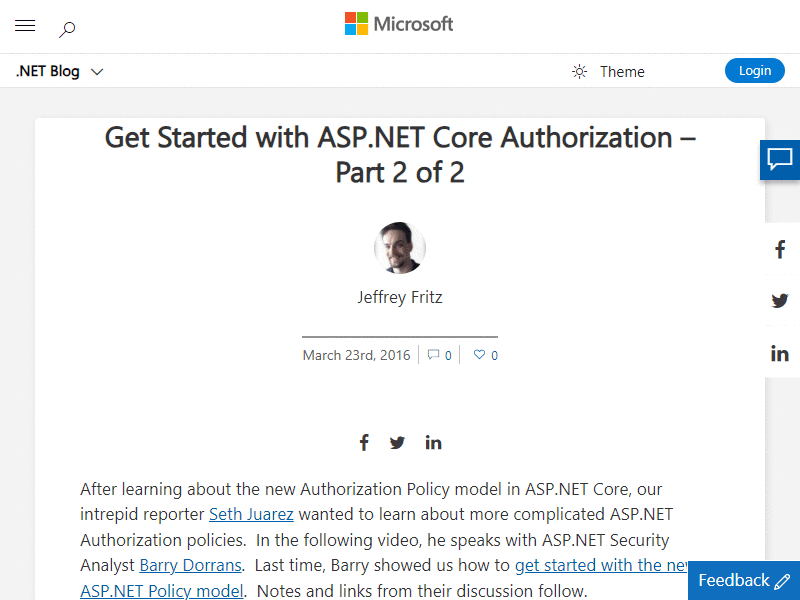 Microsoft
.NET Blog
Theme
Login
Get Started with ASP.NET Core Authorization –
Part 2 of 2
Jeffrey Fritz
March 23rd, 2016
0
0
After learning about the new Authorization Policy model in ASP.NET Core, our
intrepid reporter Seth Juarez wanted to learn about more complicated ASP.NET
Authorization policies.  In the following video, he speaks with ASP.NET Security
Analyst Barry Dorrans.  Last time, Barry showed us how to get started with the new
ASP.NET Policy model.  Notes and links from their discussion follow.
Feedback